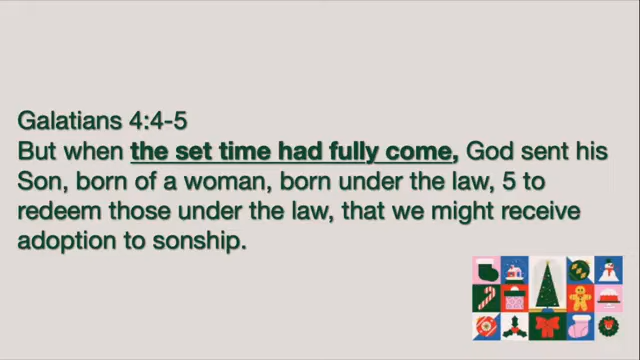 Galatians 4:4-5
But when the set time had fully come, God sent his
Son, born of a woman, born under the law, 5 to
redeem those under the law, that we might receive
adoption to sonship.